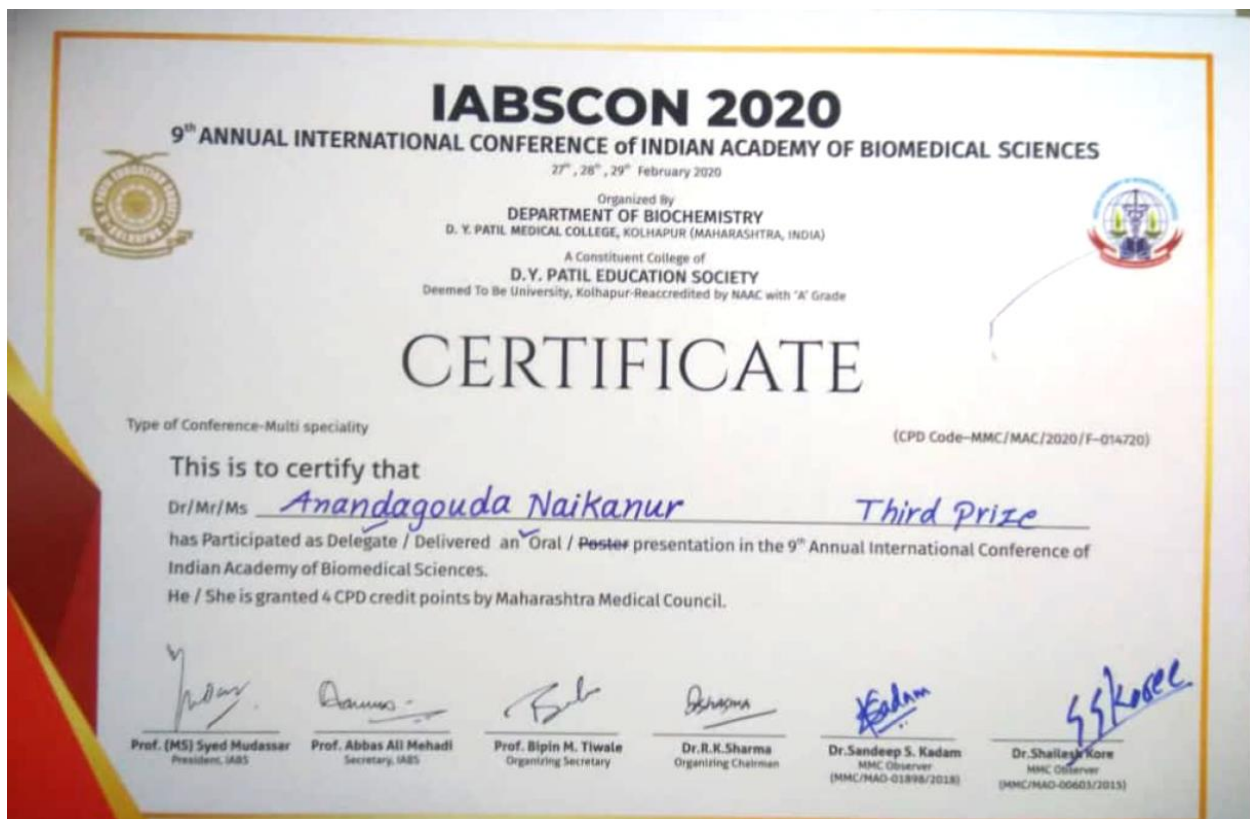 IABSCON 2020
9th ANNUAL INTERNATIONAL CONFERENCE of INDIAN ACADEMY OF BIOMEDICAL SCIENCES
27th, 28th, 29th February 2020
Organized By
DEPARTMENT OF BIOCHEMISTRY
D. Y. PATIL MEDICAL COLLEGE, KOLHAPUR (MAHARASHTRA, INDIA)
A Constituent College of
D.Y. PATIL EDUCATION SOCIETY
Deemed To Be University, Kolhapur-Reaccredited by NAAC with "A" Grade
CERTIFICATE
Type of Conference-Multi speciality
(CPD Code-MMC/MAC/2020/F-014720)
This is to certify that
Dr/Mr/Ms Anandagouda Naikanur Third Prize
has Participated as Delegate / Delivered an Oral / Poster presentation in the 9th Annual International Conference of
Indian Academy of Biomedical Sciences.
He / She is granted 4 CPD credit points by Maharashtra Medical Council.
Prof. (MS) Syed Mudassar Prof. Abbas Ali Mehadi Prof. Bipin M. Tiwale Dr.R.K.Sharma Dr.Sandeep S. Kadam Dr.Shailesh Kore
President, IABS Secretary, IABS Organizing Secretary Organizing Chairman MMC Observer MMC Observer
(MMC/MAO-01898/2018) (MMC/MAO-00603/2015)